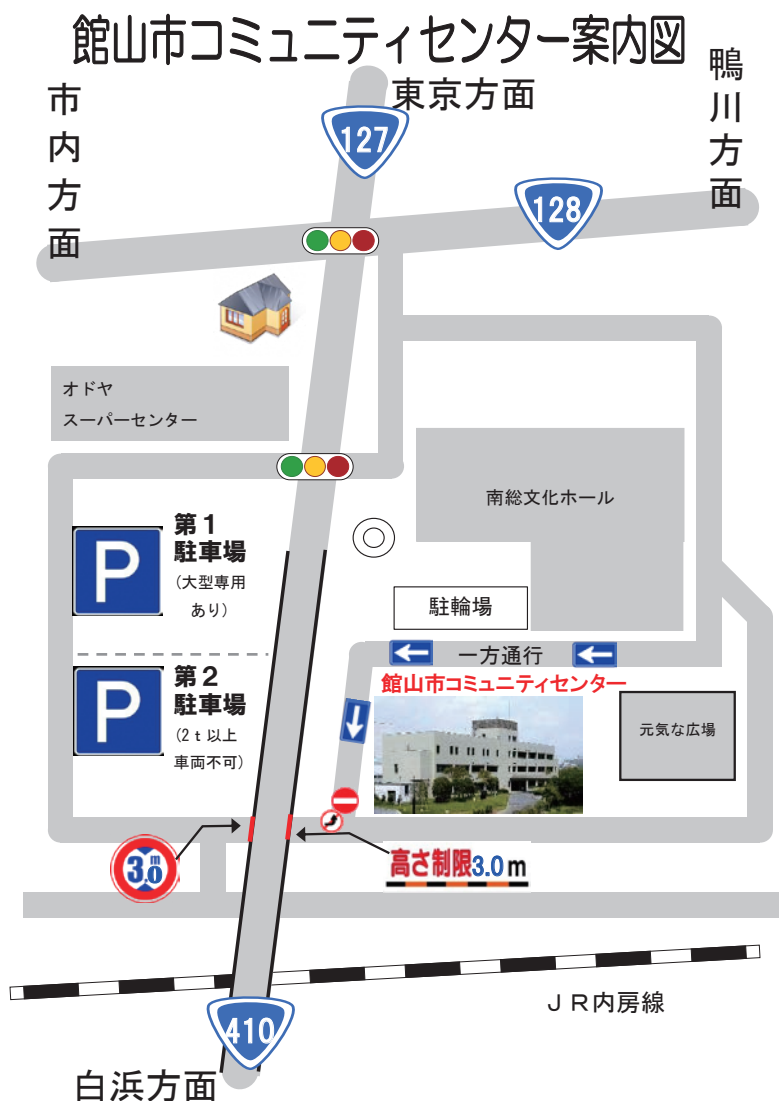 館山市コミュニティセンター案内図
市内方面
東京方面
鴨川方面
127
128
オドヤ
スーパーセンター
南総文化ホール
P
第1
駐車場
(大型専用
あり)
駐輪場
一方通行
P
第2
駐車場
(2t以上
車両不可)
館山市コミュニティセンター
元気な広場
3.0m
高さ制限3.0m
JR内房線
410
白浜方面